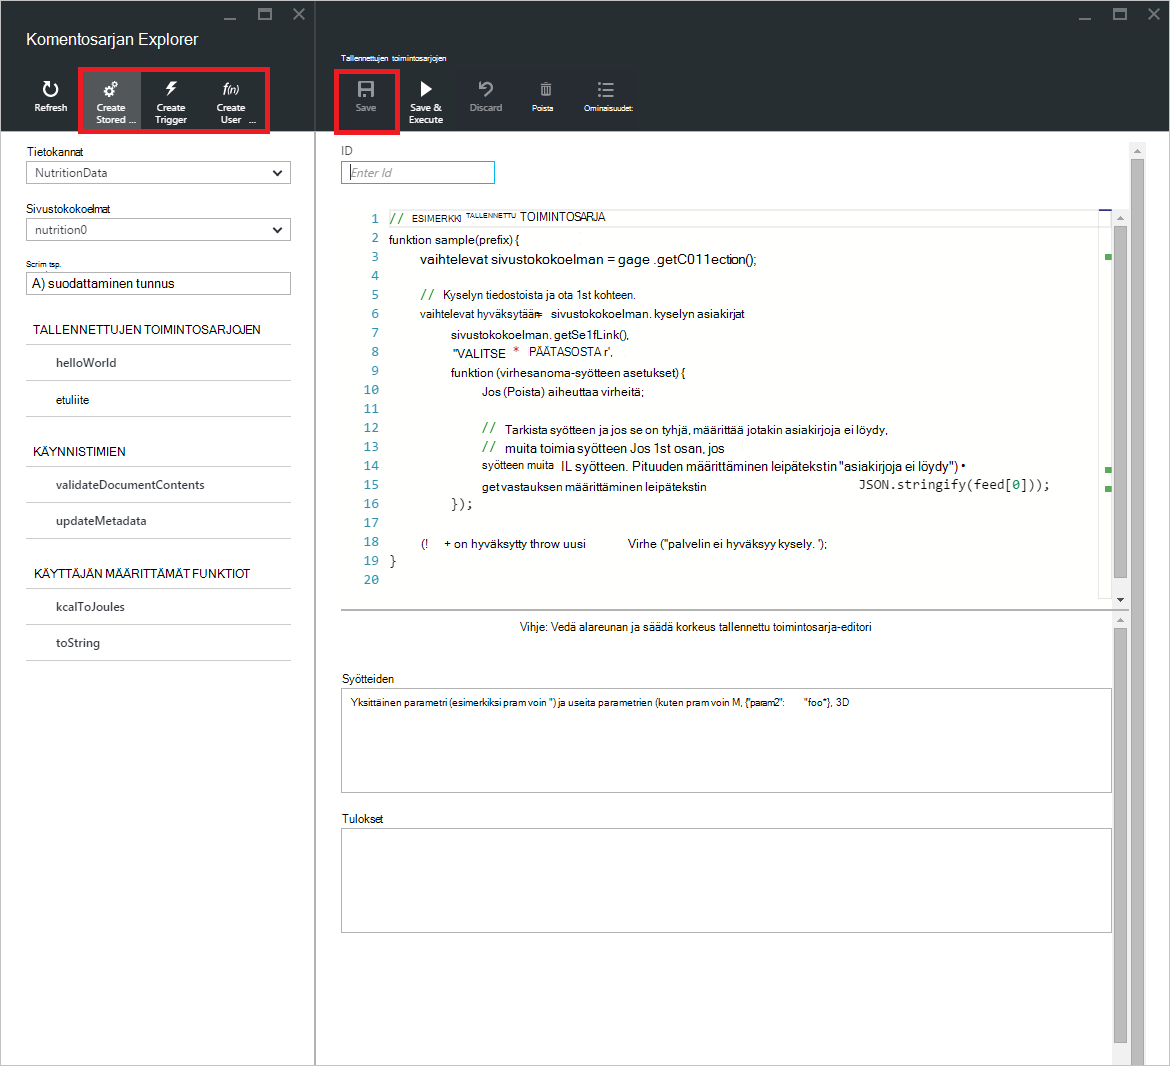 Komentosarjan Explorer
Refresh
Create Stored ...
Create Trigger
Create User ...
Tietokannat
NutritionData
Sivustokokoelmat
nutrition0
Scrim tsp.
A) suodattaminen tunnus
TALLENNETTUJEN TOIMINTOSARJOJEN
helloWorld
etuliite
KÄYNNISTIMIEN
validateDocumentContents
updateMetadata
KÄYTTÄJÄN MÄÄRITTÄMÄT FUNKTIOT
kcalToJoules
toString
Tallennettujen toimintosarjojen
Save
Save & Execute
Discard
Poista
Ominaisuudet:
ID
Enter Id
1 // ESIMERKKI TALLENNETTU TOIMINTOSARJA
2 funktion sample(prefix) {
3 vaihtelevat sivustokokoelman = gage .getC011ection();
4
5 // Kyselyn tiedostoista ja ota 1st kohteen.
6 vaihtelevat hyväksytään= sivustokokoelman. kyselyn asiakirjat
7 sivustokokoelman. getSe1fLink(),
8 "VALITSE * PÄÄTASOSTA r',
9 funktion (virhesanoma-syötteen asetukset) {
10 Jos (Poista) aiheuttaa virheitä;
11
12 // Tarkista syötteen ja jos se on tyhjä, määrittää jotakin asiakirjoja ei löydy,
13 // muita toimia syötteen Jos 1st osan, jos
14 syötteen muita IL syötteen. Pituuden määrittäminen leipätekstin "asiakirjoja ei löydy") •
15 get vastauksen määrittäminen leipätekstin JSON.stringify(feed[0]));
16 });
17
18 (! + on hyväksytty throw uusi Virhe ("palvelin ei hyväksyy kysely. ');
19 }
20
Vihje: Vedä alareunan ja säädä korkeus tallennettu toimintosarja-editori
Syötteiden
Yksittäinen parametri (esimerkiksi pram voin ") ja useita parametrien (kuten pram voin M, {"param2": "foo*}, 3D
Tulokset